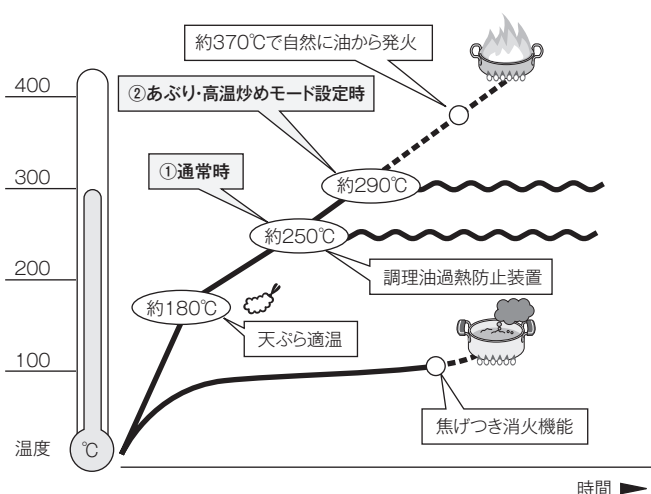 約370℃で自然に油から発火
400
②あぶり・高温炒めモード設定時
①通常時
300
約290℃
約250℃
200
調理油過熱防止装置
約180℃
天ぷら適温
100
焦げつき消火機能
温度
℃
時間